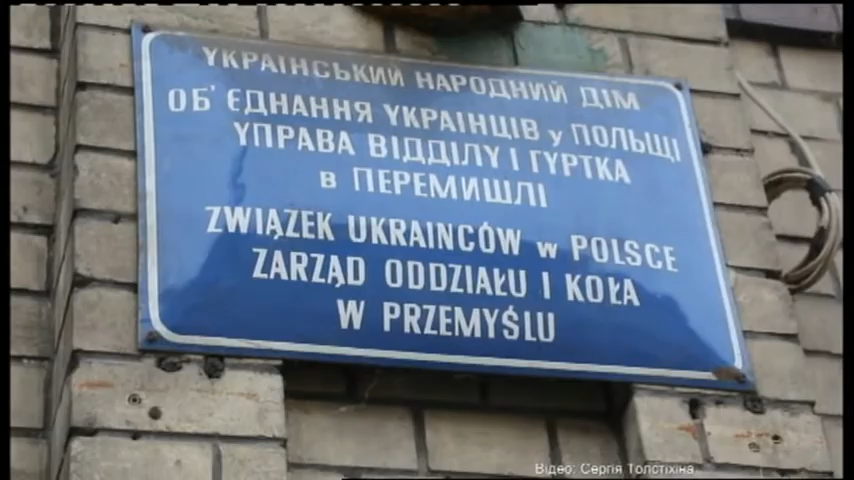 УКРАЇНСЬКИЙ НАРОДНИЙ ДІМ
ОБ'ЄДНАННЯ УКРАЇНЦІВ У ПОЛЬЩІ
УПРАВА ВІДДІЛУ І ГУРТКА
В ПЕРЕМИШЛІ
ZWIĄZEK UKRAINCÓW W POLSCE
ZARZĄD ODDZIAŁU I KOŁA
W PRZEMYŚLU
Відео: Сергія Толстіхіна